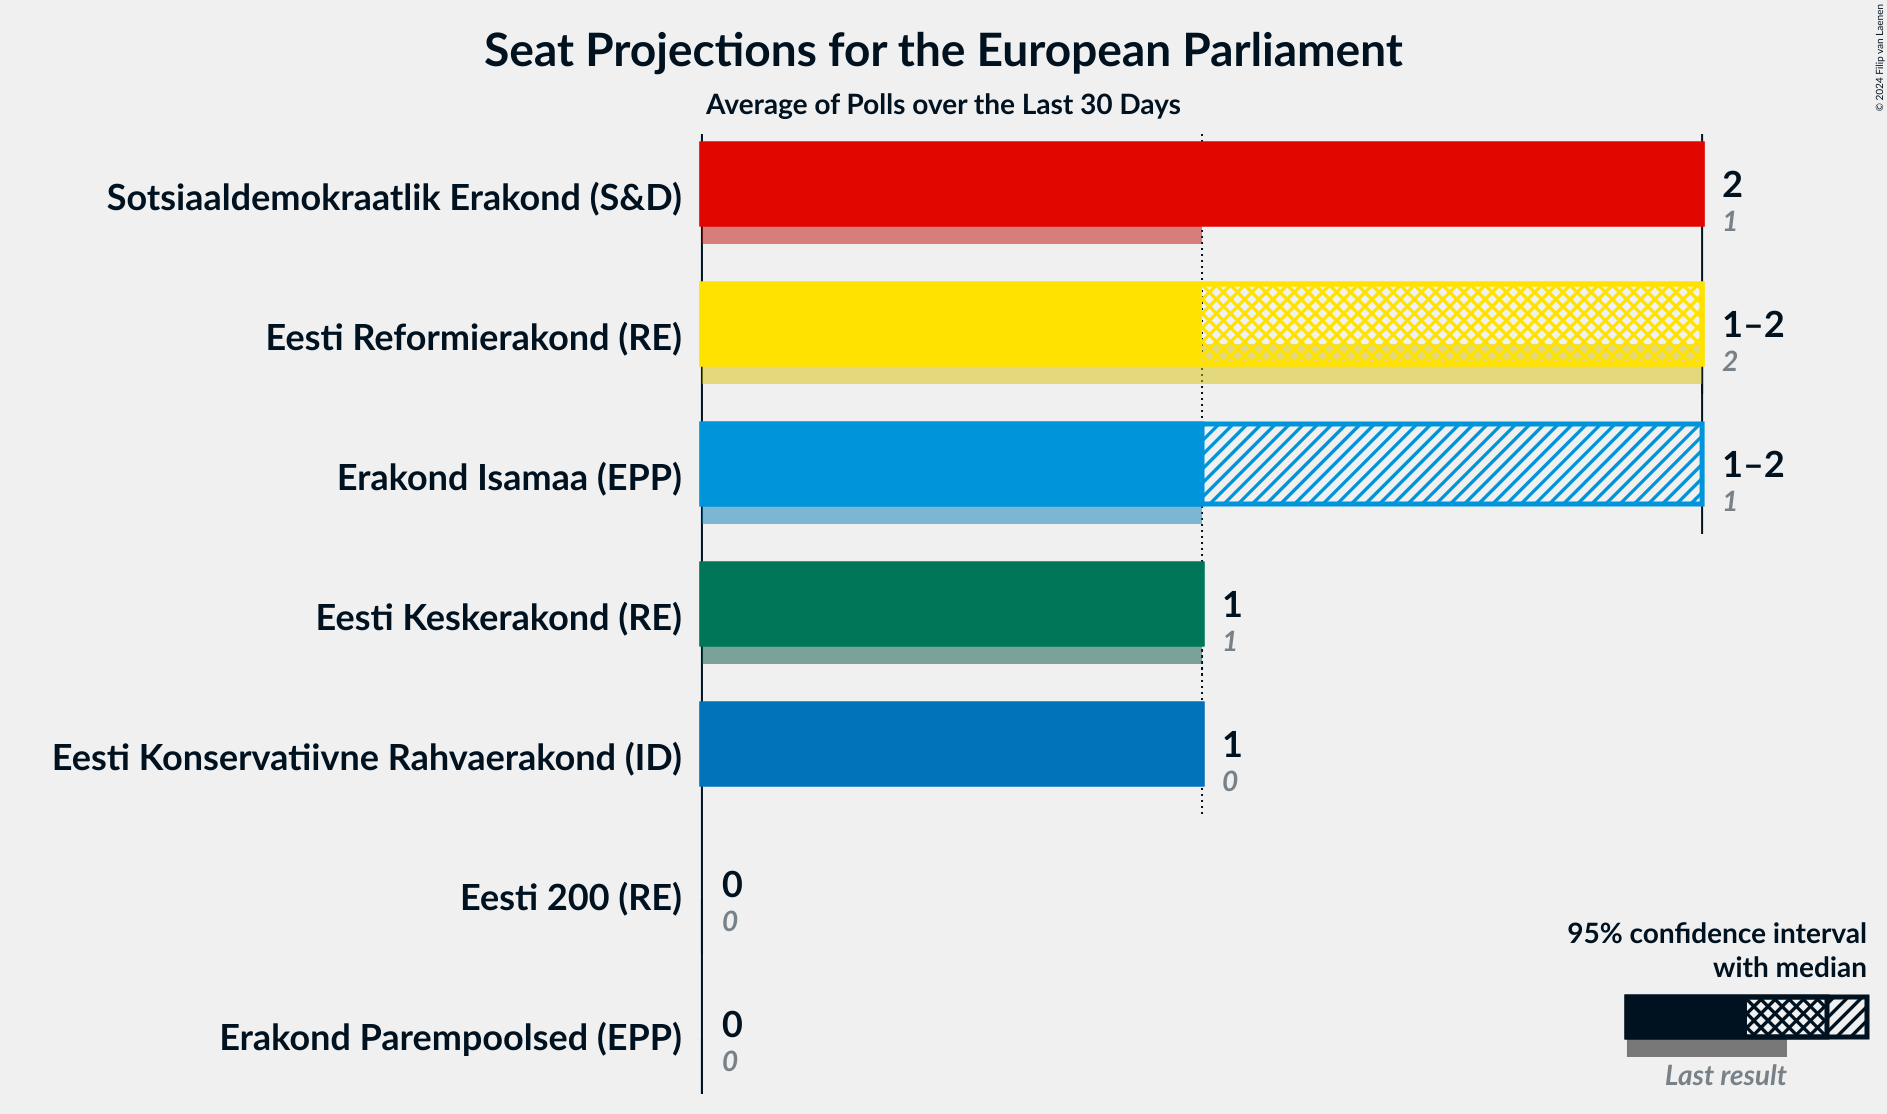 Seat Projections for the European Parliament
Average of Polls over the Last 30 Days
© 2024 Filip van Laenen
Sotsiaaldemokraatlik Erakond (S&D)
2
1
Eesti Reformierakond (RE)
1–2
2
Erakond Isamaa (EPP)
1–2
1
Eesti Keskerakond (RE)
1
1
Eesti Konservatiivne Rahvaerakond (ID)
1
0
Eesti 200 (RE)
0
0
Erakond Parempoolsed (EPP)
0
0
95% confidence interval
with median
Last result